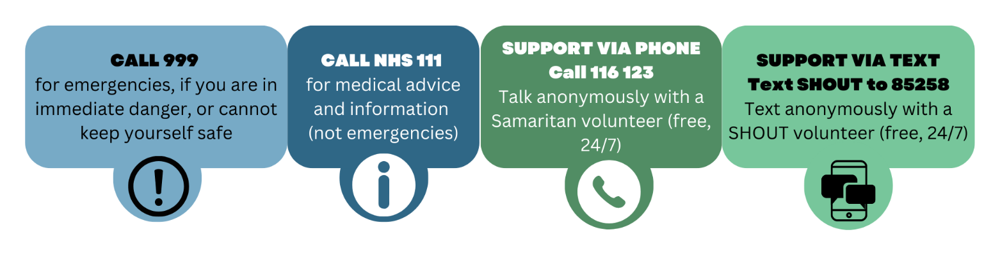 CALL 999
for emergencies, if you are in
immediate danger, or cannot
keep yourself safe
CALL NHS 111
for medical advice
and information
(not emergencies)
SUPPORT VIA PHONE
Call 116 123
Talk anonymously with a
Samaritan volunteer (free,
24/7)
SUPPORT VIA TEXT
Text SHOUT to 85258
Text anonymously with a
SHOUT volunteer (free, 24/7)